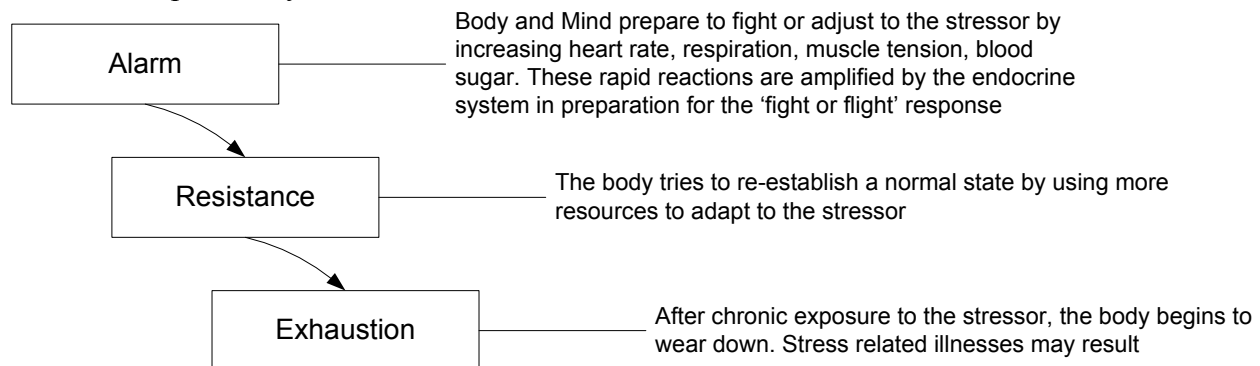 Body and Mind prepare to fight or adjust to the stressor by
increasing heart rate, respiration, muscle tension, blood
sugar. These rapid reactions are amplified by the endocrine
system in preparation for the ‘fight or flight’ response
Alarm
Resistance
The body tries to re-establish a normal state by using more
resources to adapt to the stressor
Exhaustion
After chronic exposure to the stressor, the body begins to
wear down. Stress related illnesses may result